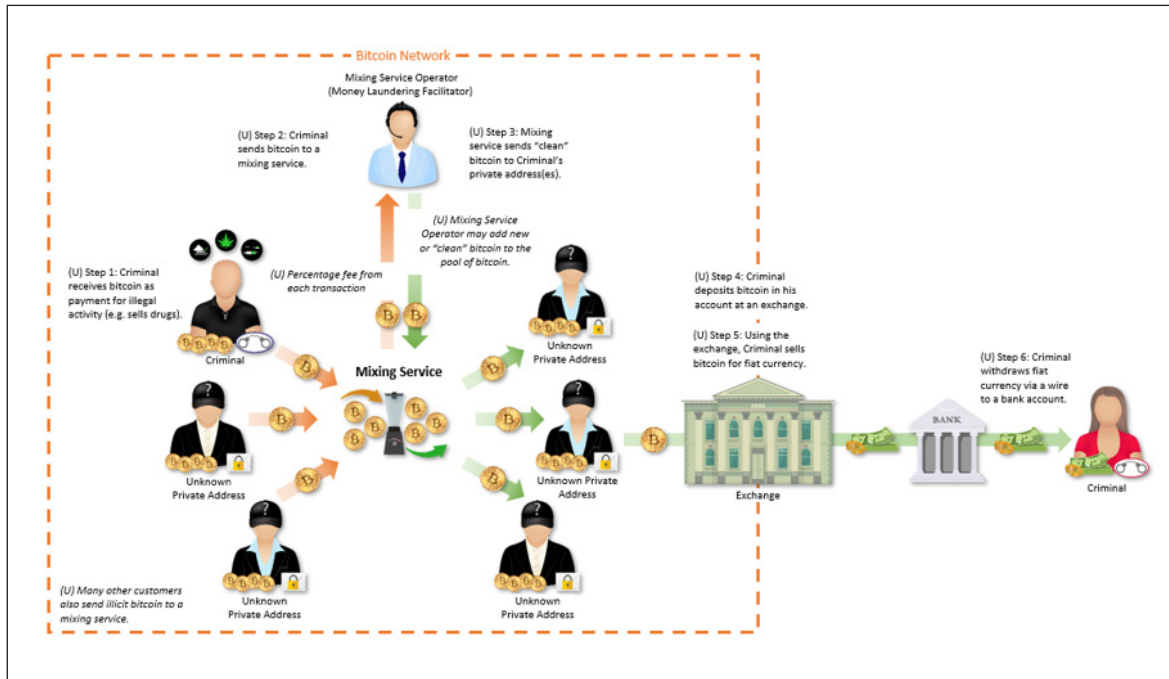 Bitcoin Network
Mixing Service Operator
(Money Laundering Facilitator)
(U) Step 2: Criminal
sends bitcoin to a
mixing service.
(U) Step 3: Mixing
service sends “clean”
bitcoin to Criminal’s
private address(es).
(U) Mixing Service
Operator may add new
or “clean” bitcoin to the
pool of bitcoin.
(U) Step 1: Criminal
receives bitcoin as
payment for illegal
activity (e.g. sells drugs).
(U) Percentage fee from
each transaction
Criminal
?
Unknown
Private Address
Mixing Service
?
Unknown
Private Address
?
Unknown Private
Address
?
Unknown
Private Address
?
Unknown
Private Address
(U) Many other customers
also send illicit bitcoin to a
mixing service.
(U) Step 4: Criminal
deposits bitcoin in his
account at an exchange.
(U) Step 5: Using the
exchange, Criminal sells
bitcoin for fiat currency.
Exchange
BANK
(U) Step 6: Criminal
withdraws fiat
currency via a wire
to a bank account.
Criminal